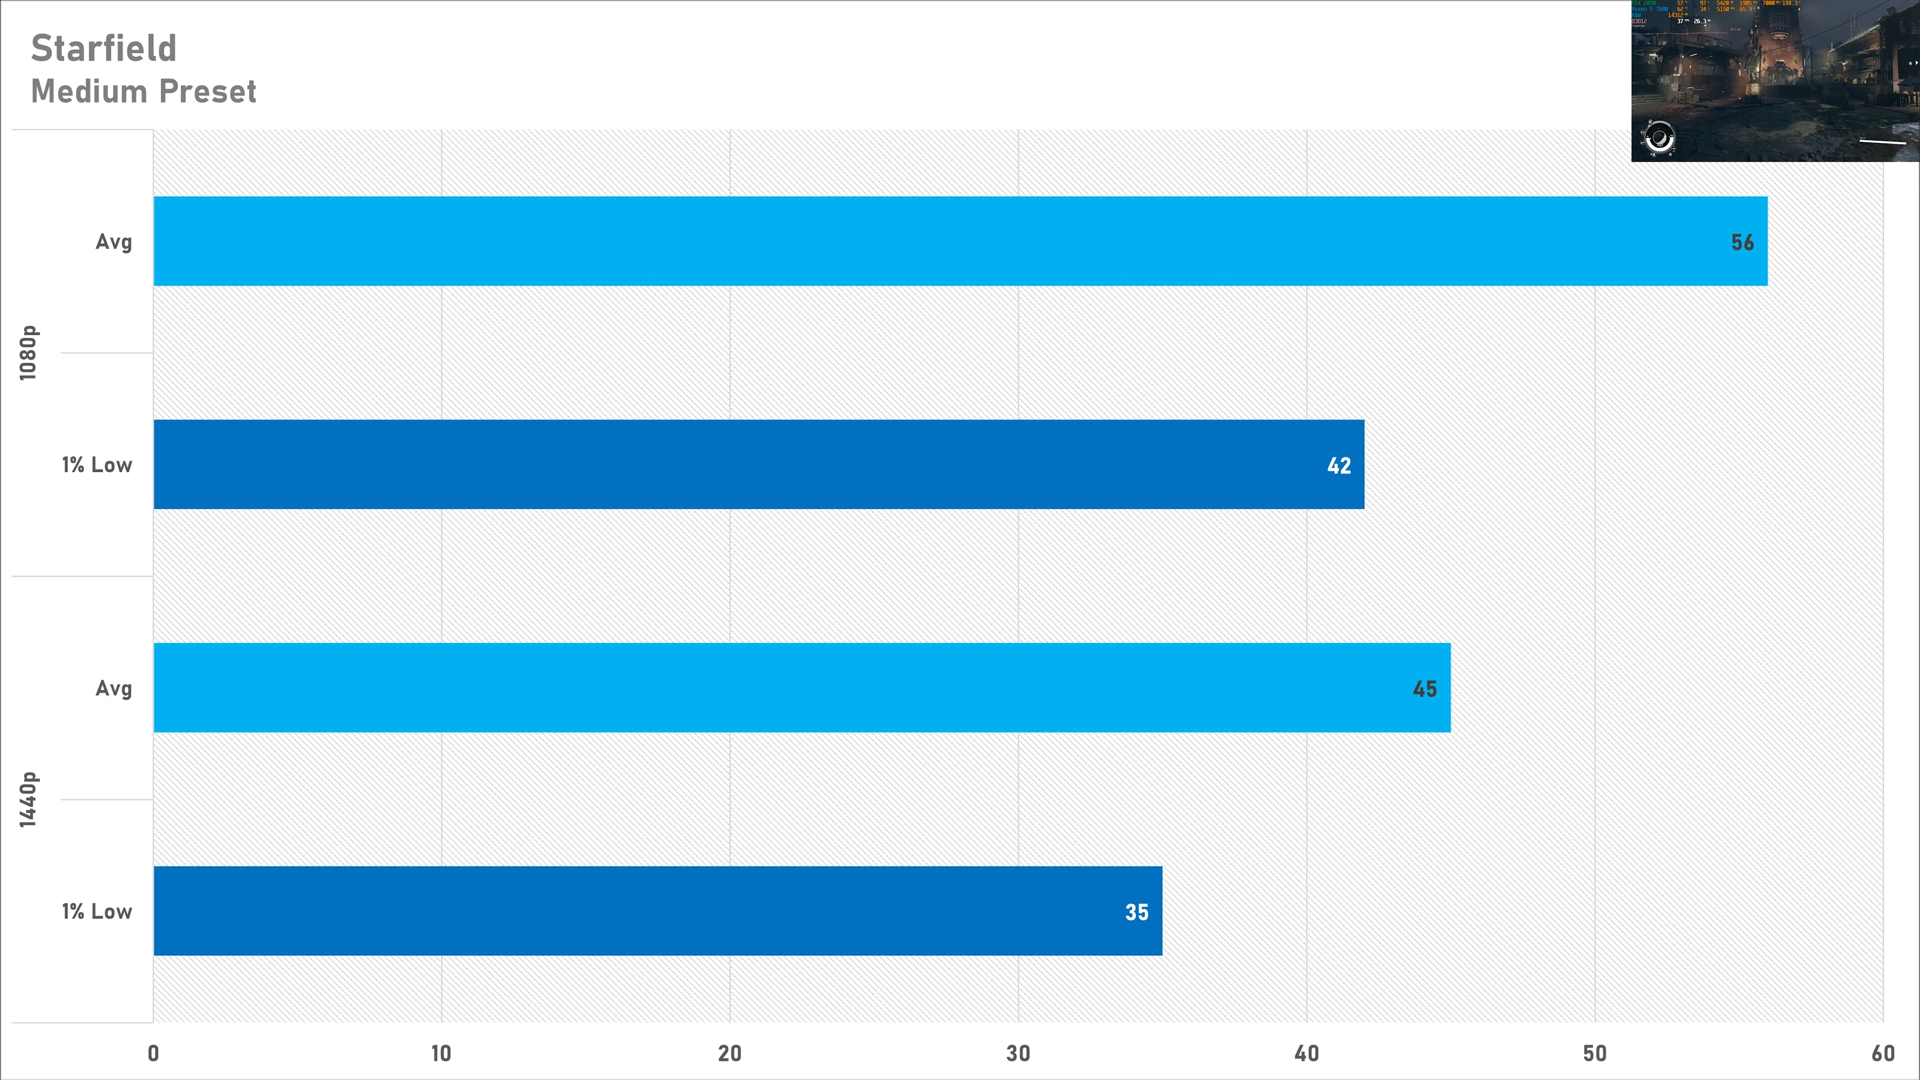 Starfield
Medium Preset
1080p
Avg
56
1% Low
42
1440p
Avg
45
1% Low
35
0 10 20 30 40 50 60